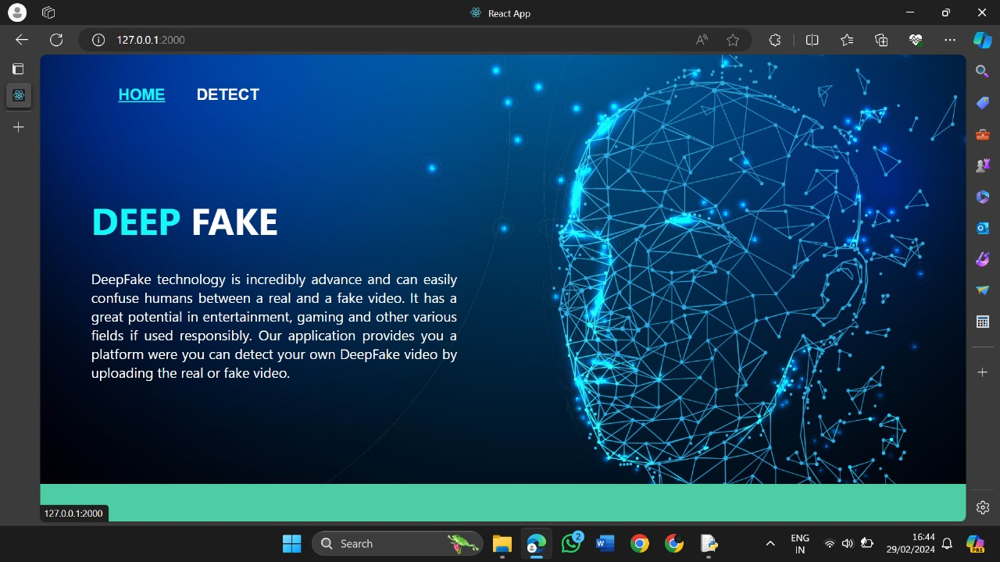 React App
127.0.0.1:2000
HOME DETECT
DEEP FAKE
DeepFake technology is incredibly advance and can easily
confuse humans between a real and a fake video. It has a
great potential in entertainment, gaming and other various
fields if used responsibly. Our application provides you a
platform were you can detect your own DeepFake video by
uploading the real or fake video.
127.0.0.1:2000
Search
2
ENG
IN
16:44
29/02/2024
PRE